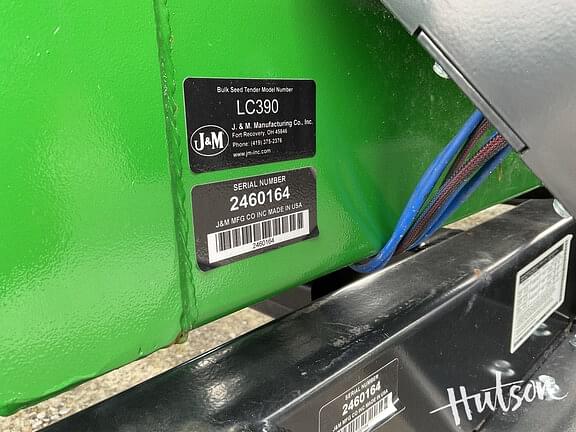 Bulk Seed Tender Model Number
LC390
J&M
J. & M. Manufacturing Co., Inc.
Fort Recovery, OH 45846
Phone: (419) 375-2376
www.jm-inc.com
SERIAL NUMBER
2460164
J&M MFG CO INC MADE IN USA
2460164
SERIAL NUMBER
2460164
Hutson